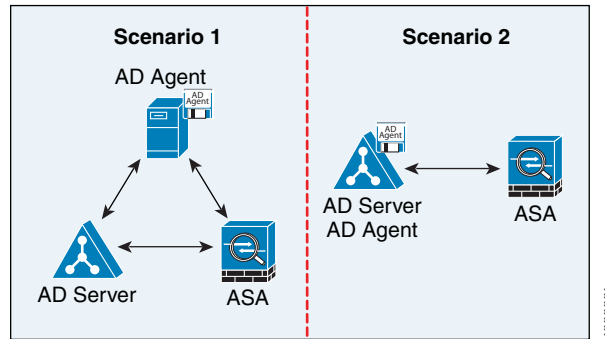 Scenario 1
AD Agent
AD
Agent
AD Server
ASA
Scenario 2
AD
Agent
AD Server
AD Agent
ASA